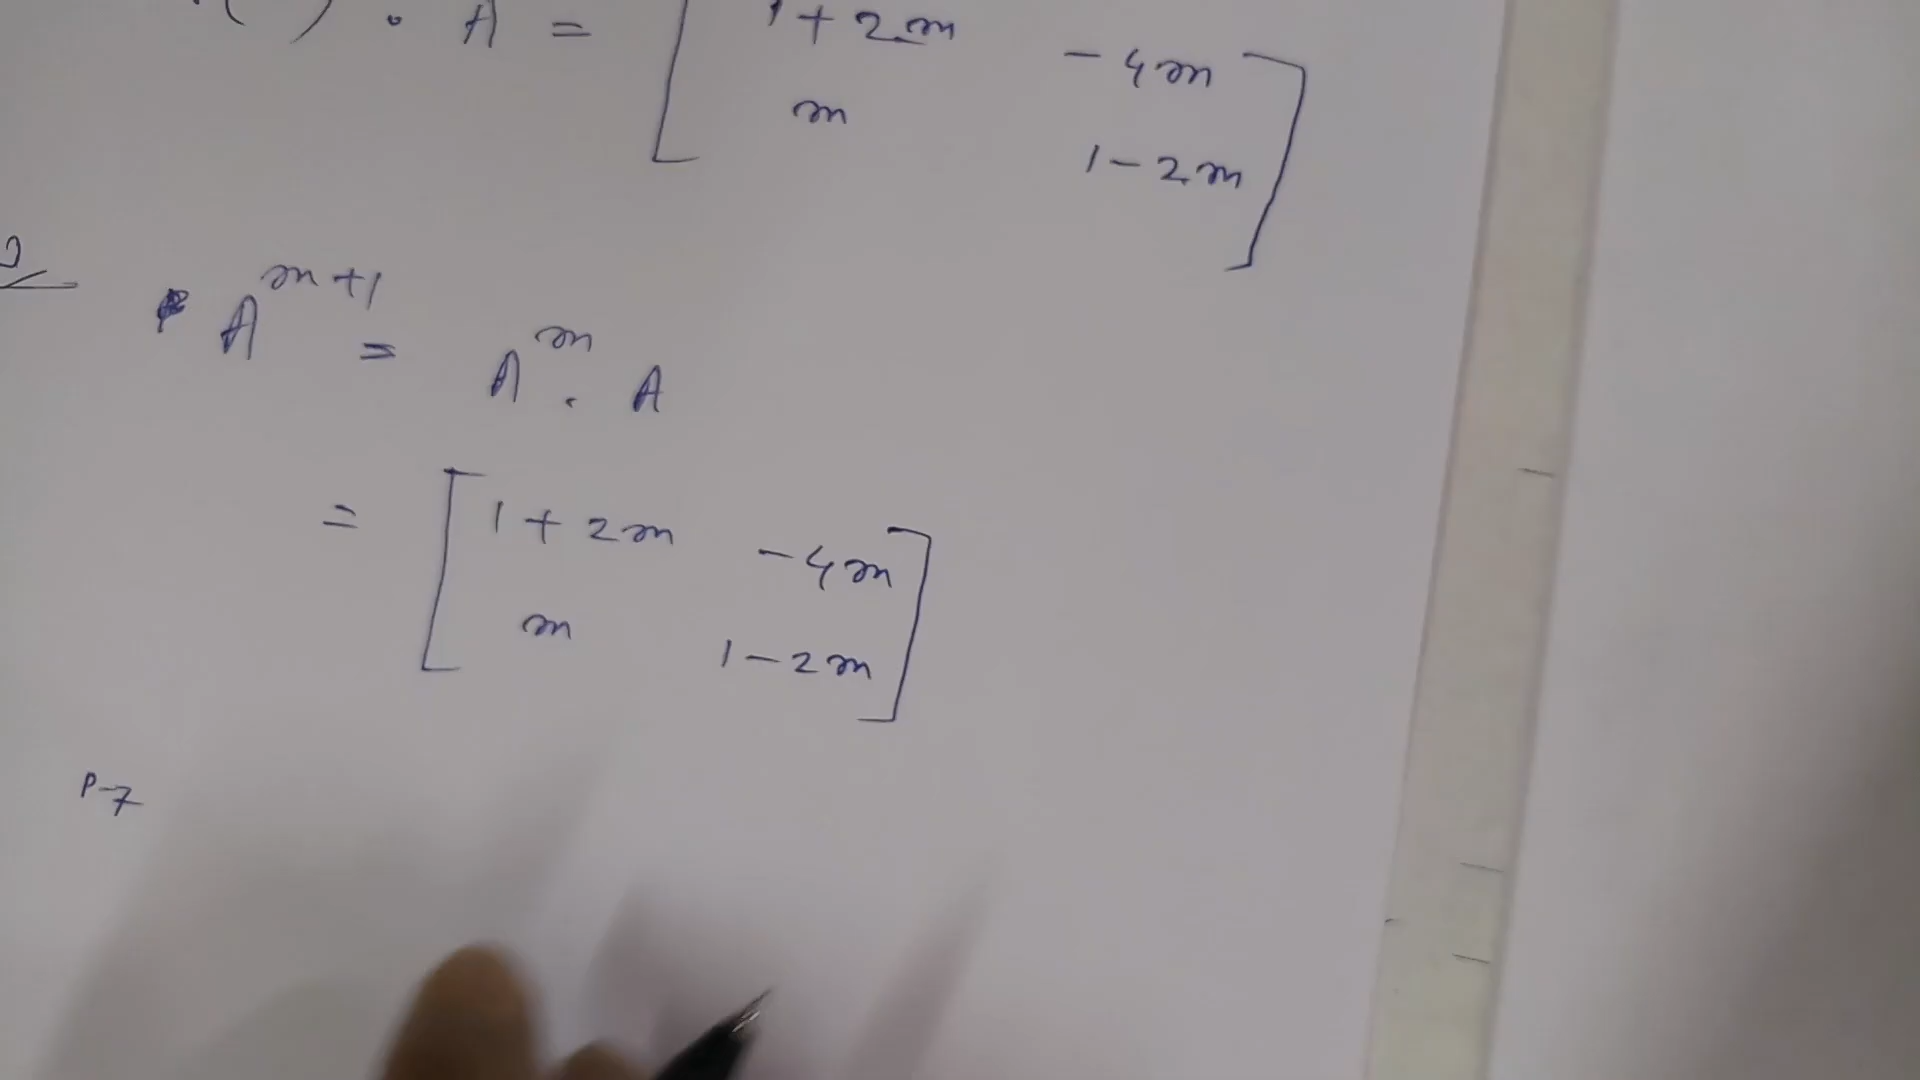 ) . A = [ 1 + 2m   - 4m
m   1 - 2m ]
A^{m+1} = A^m . A
= [ 1 + 2m   - 4m
m   1 - 2m ]
P-7